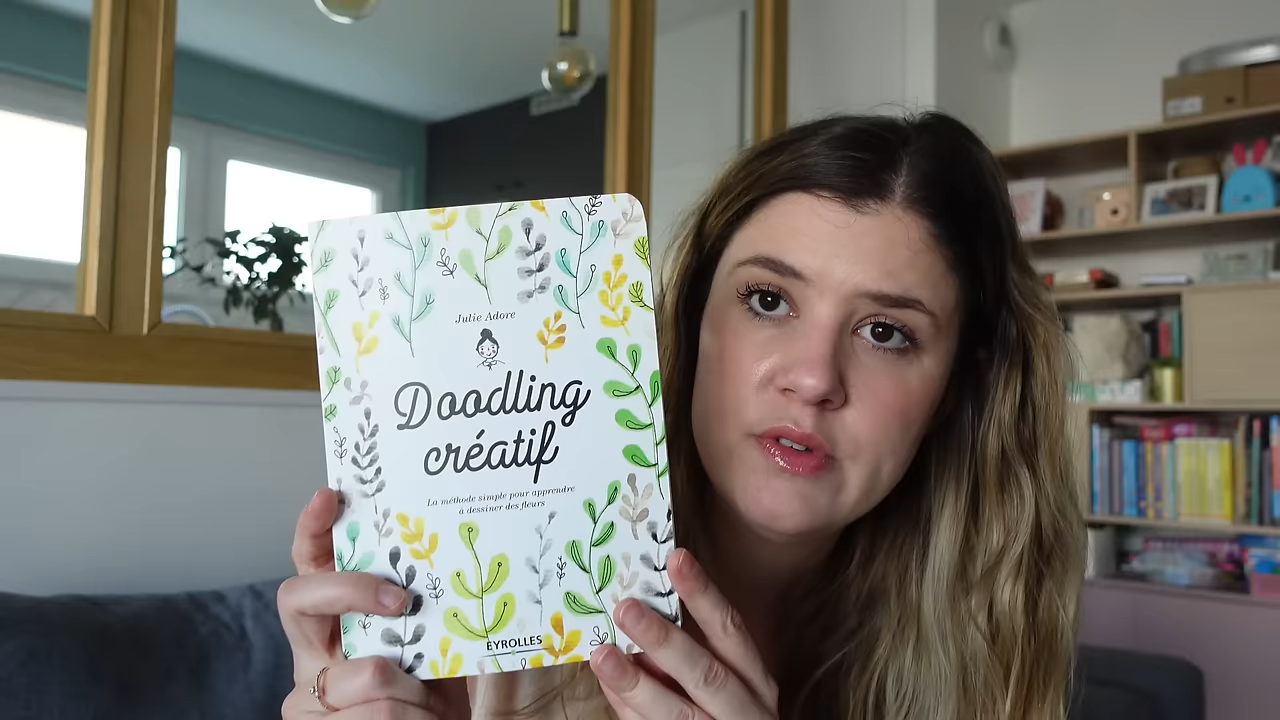 Julie Adore
Doodling
créatif
La méthode simple pour apprendre
à dessiner des fleurs
EYROLLES